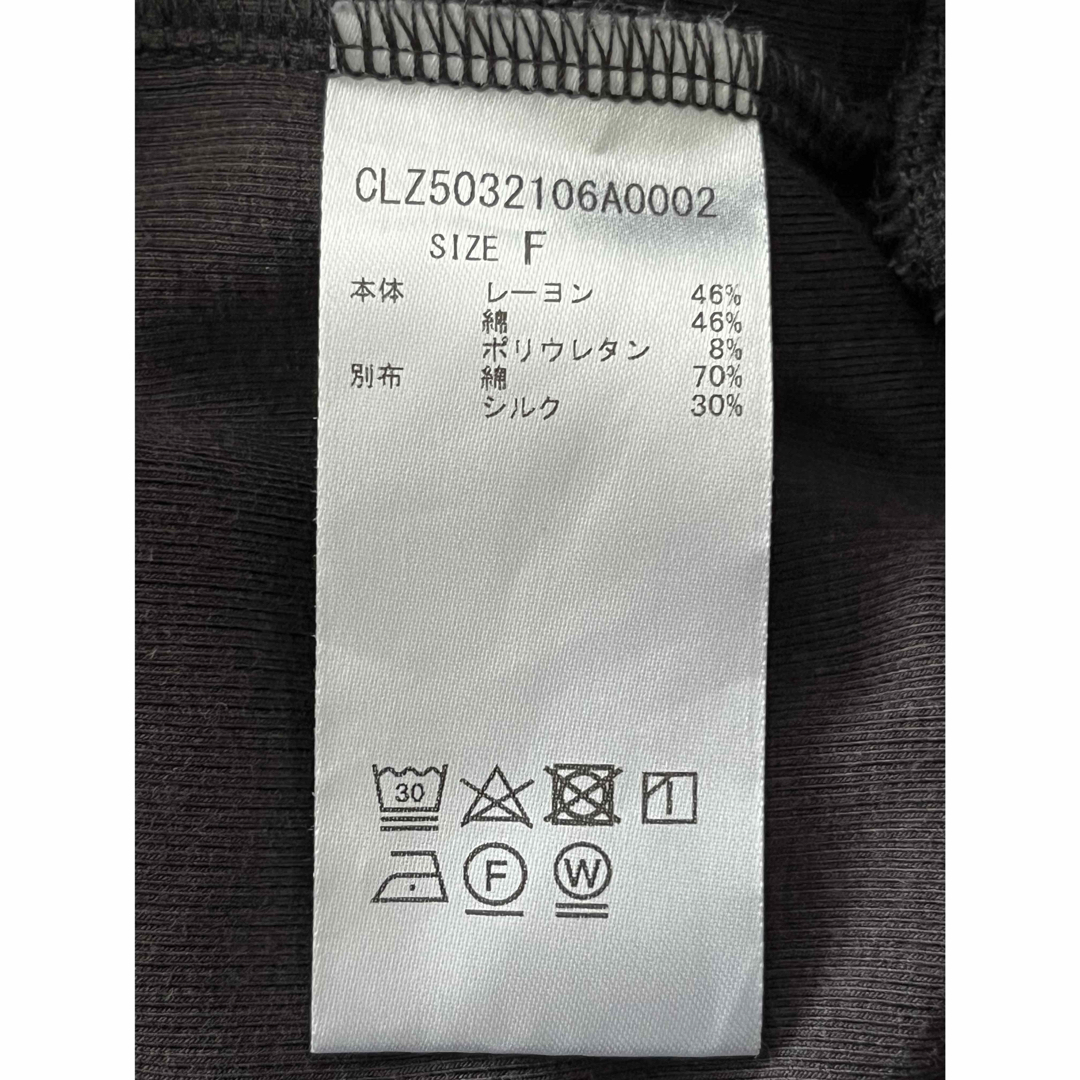 CLZ5032106A0002
SIZE F
本体 レーヨン 46%
綿 46%
ポリウレタン 8%
別布 綿 70%
シルク 30%
30
F W